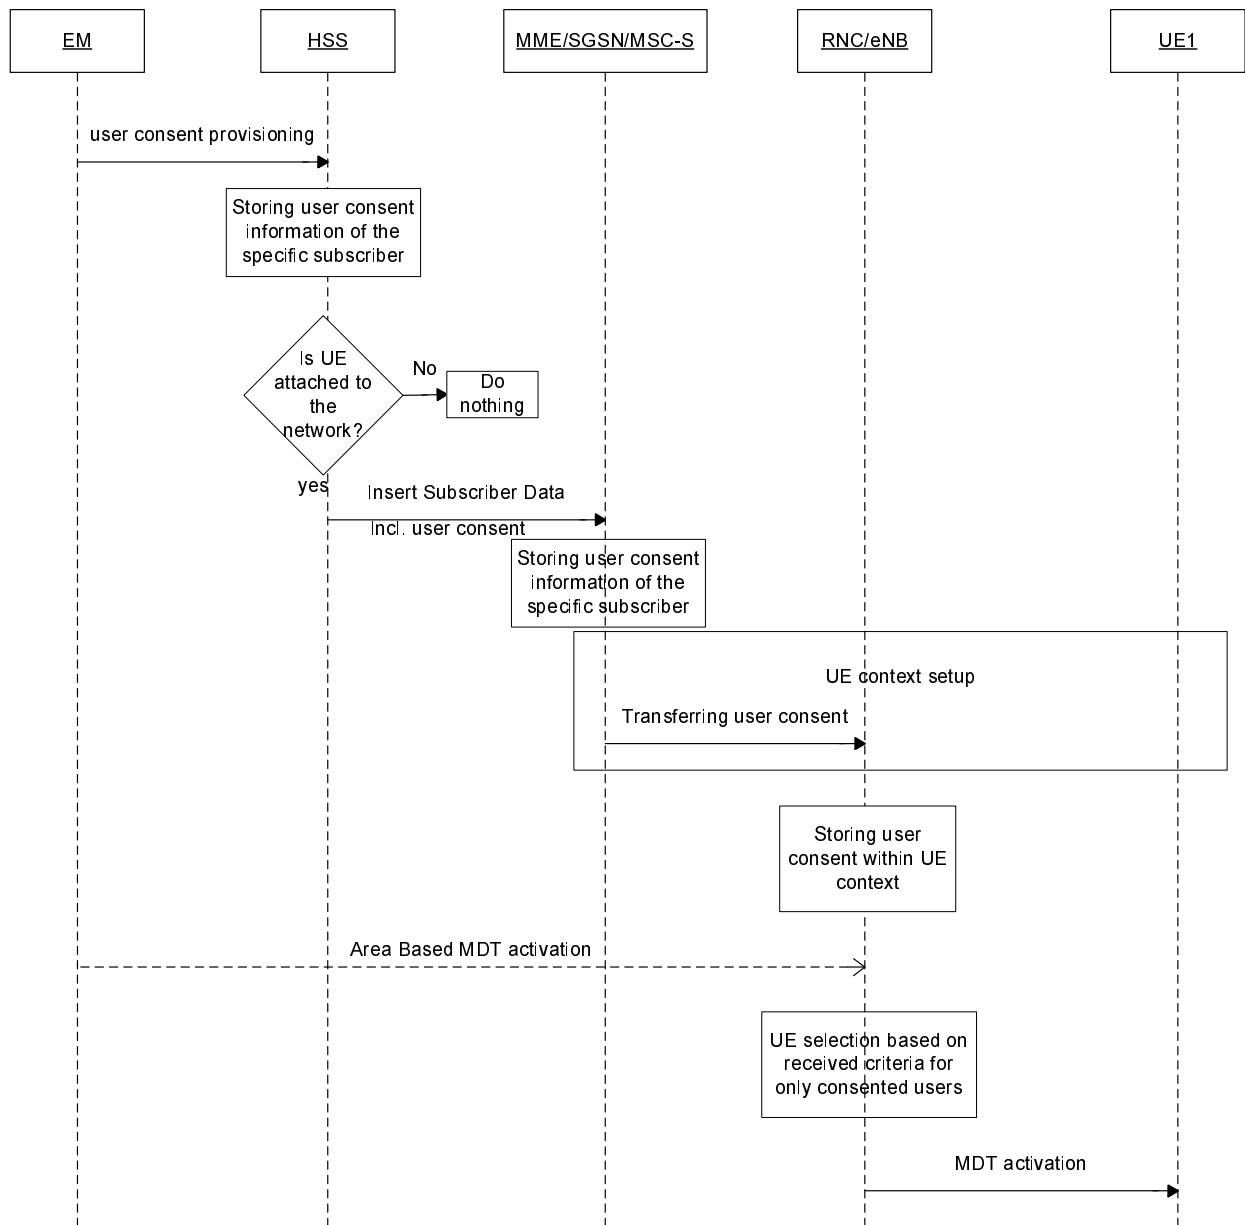 EM
HSS
MME/SGSN/MSC-S
RNC/eNB
UE1
user consent provisioning
Storing user consent
information of the
specific subscriber
Is UE
attached to
the
network?
No
Do
nothing
yes
Insert Subscriber Data
Incl. user consent
Storing user consent
information of the
specific subscriber
UE context setup
Transferring user consent
Storing user
consent within UE
context
Area Based MDT activation
UE selection based on
received criteria for
only consented users
MDT activation